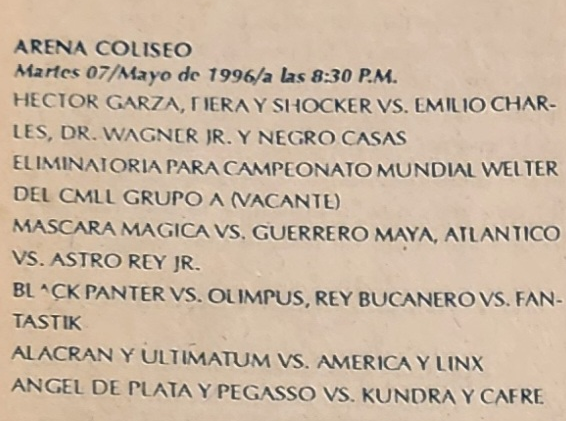 ARENA COLISEO
Martes 07/Mayo de 1996/a las 8:30 P.M.
HECTOR GARZA, FIERA Y SHOCKER VS. EMILIO CHAR-
LES, DR. WAGNER JR. Y NEGRO CASAS
ELIMINATORIA PARA CAMPEONATO MUNDIAL WELTER
DEL CMLL GRUPO A (VACANTE)
MASCARA MAGICA VS. GUERRERO MAYA, ATLANTICO
VS. ASTRO REY JR.
BLACK PANTER VS. OLIMPUS, REY BUCANERO VS. FAN-
TASTIK
ALACRAN Y ULTIMATUM VS. AMERICA Y LINX
ANGEL DE PLATA Y PEGASSO VS. KUNDRA Y CAFRE